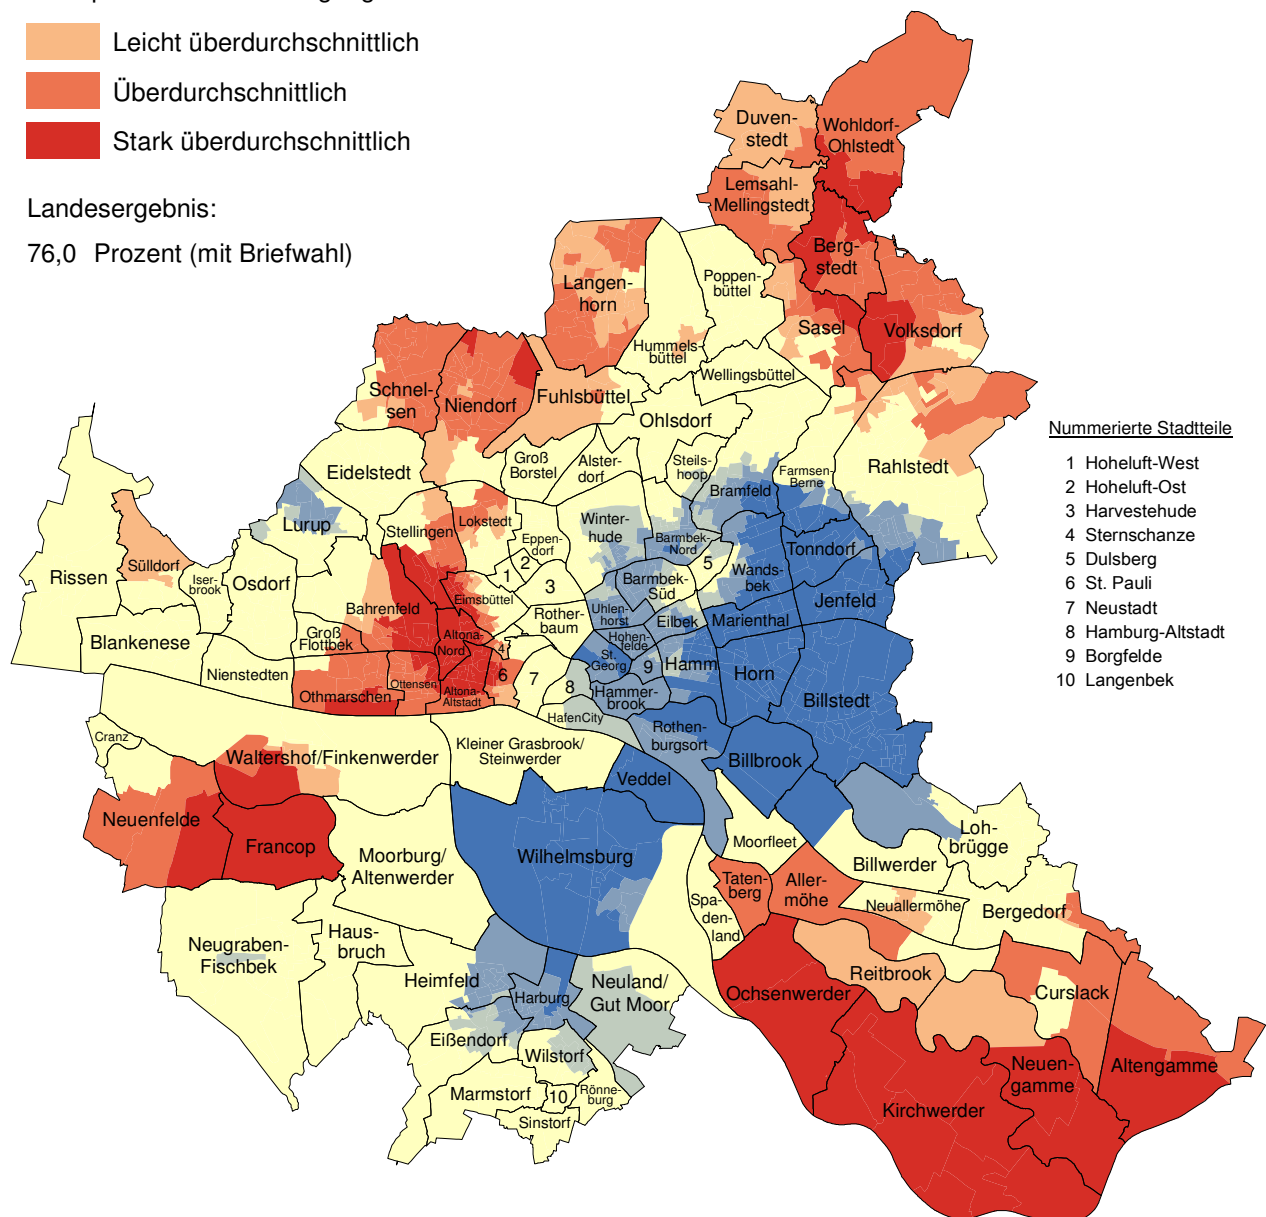 Leicht überdurchschnittlich
Überdurchschnittlich
Stark überdurchschnittlich
Landesergebnis:
76,0 Prozent (mit Briefwahl)
Duven-
stedt
Wohldorf-
Ohlstedt
Lemsahl-
Mellingstedt
Berg-
stedt
Langen-
horn
Poppen-
büttel
Sasel
Volksdorf
Hummels-
büttel
Wellingsbüttel
Schnel-
sen
Niendorf
Fuhlsbüttel
Ohlsdorf
Nummerierte Stadtteile
1 Hoheluft-West
2 Hoheluft-Ost
3 Harvestehude
4 Sternschanze
5 Dulsberg
6 St. Pauli
7 Neustadt
8 Hamburg-Altstadt
9 Borgfelde
10 Langenbek
Eidelstedt
Groß
Borstel
Alster-
dorf
Steils-
hoop
Farmsen-
Berne
Rahlstedt
Bramfeld
Lurup
Stellingen
Lokstedt
Winter-
hude
Eppen-
dorf
Barmbek-
Nord
Tonndorf
Rissen
Sülldorf
Iser-
brook
Osdorf
2
1
3
5
Wands-
bek
Barmbek-
Süd
Jenfeld
Bahrenfeld
Eimsbüttel
Rother-
baum
Uhlen-
horst
Eilbek
Marienthal
Blankenese
Groß
Flottbek
Altona-
Nord
4
Hohen-
felde
St.
Georg
9
Hamm
Horn
Billstedt
Nienstedten
Othmarschen
Ottensen
Altona-
Altstadt
6
7
8
Hammer-
brook
HafenCity
Rothen-
burgsort
Cranz
Waltershof/Finkenwerder
Kleiner Grasbrook/
Steinwerder
Veddel
Billbrook
Neuenfelde
Francop
Moorburg/
Altenwerder
Wilhelmsburg
Moorfleet
Loh-
brügge
Billwerder
Taten-
berg
Aller-
möhe
Neuallermöhe
Bergedorf
Spa-
den-
land
Neugraben-
Fischbek
Haus-
bruch
Heimfeld
Harburg
Neuland/
Gut Moor
Ochsenwerder
Reitbrook
Curslack
Eißendorf
Wilstorf
Neuen-
gamme
Altengamme
Marmstorf
10
Rönne-
burg
Sinstorf
Kirchwerder